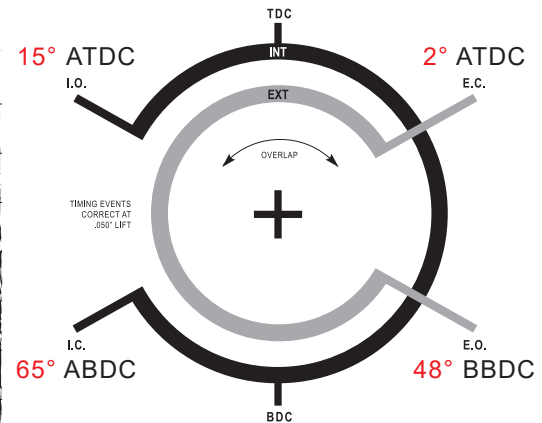 TDC
15° ATDC
INT
2° ATDC
I.O.
E.C.
EXT
OVERLAP
TIMING EVENTS
CORRECT AT
.050" LIFT
I.C.
E.O.
65° ABDC
48° BBDC
BDC